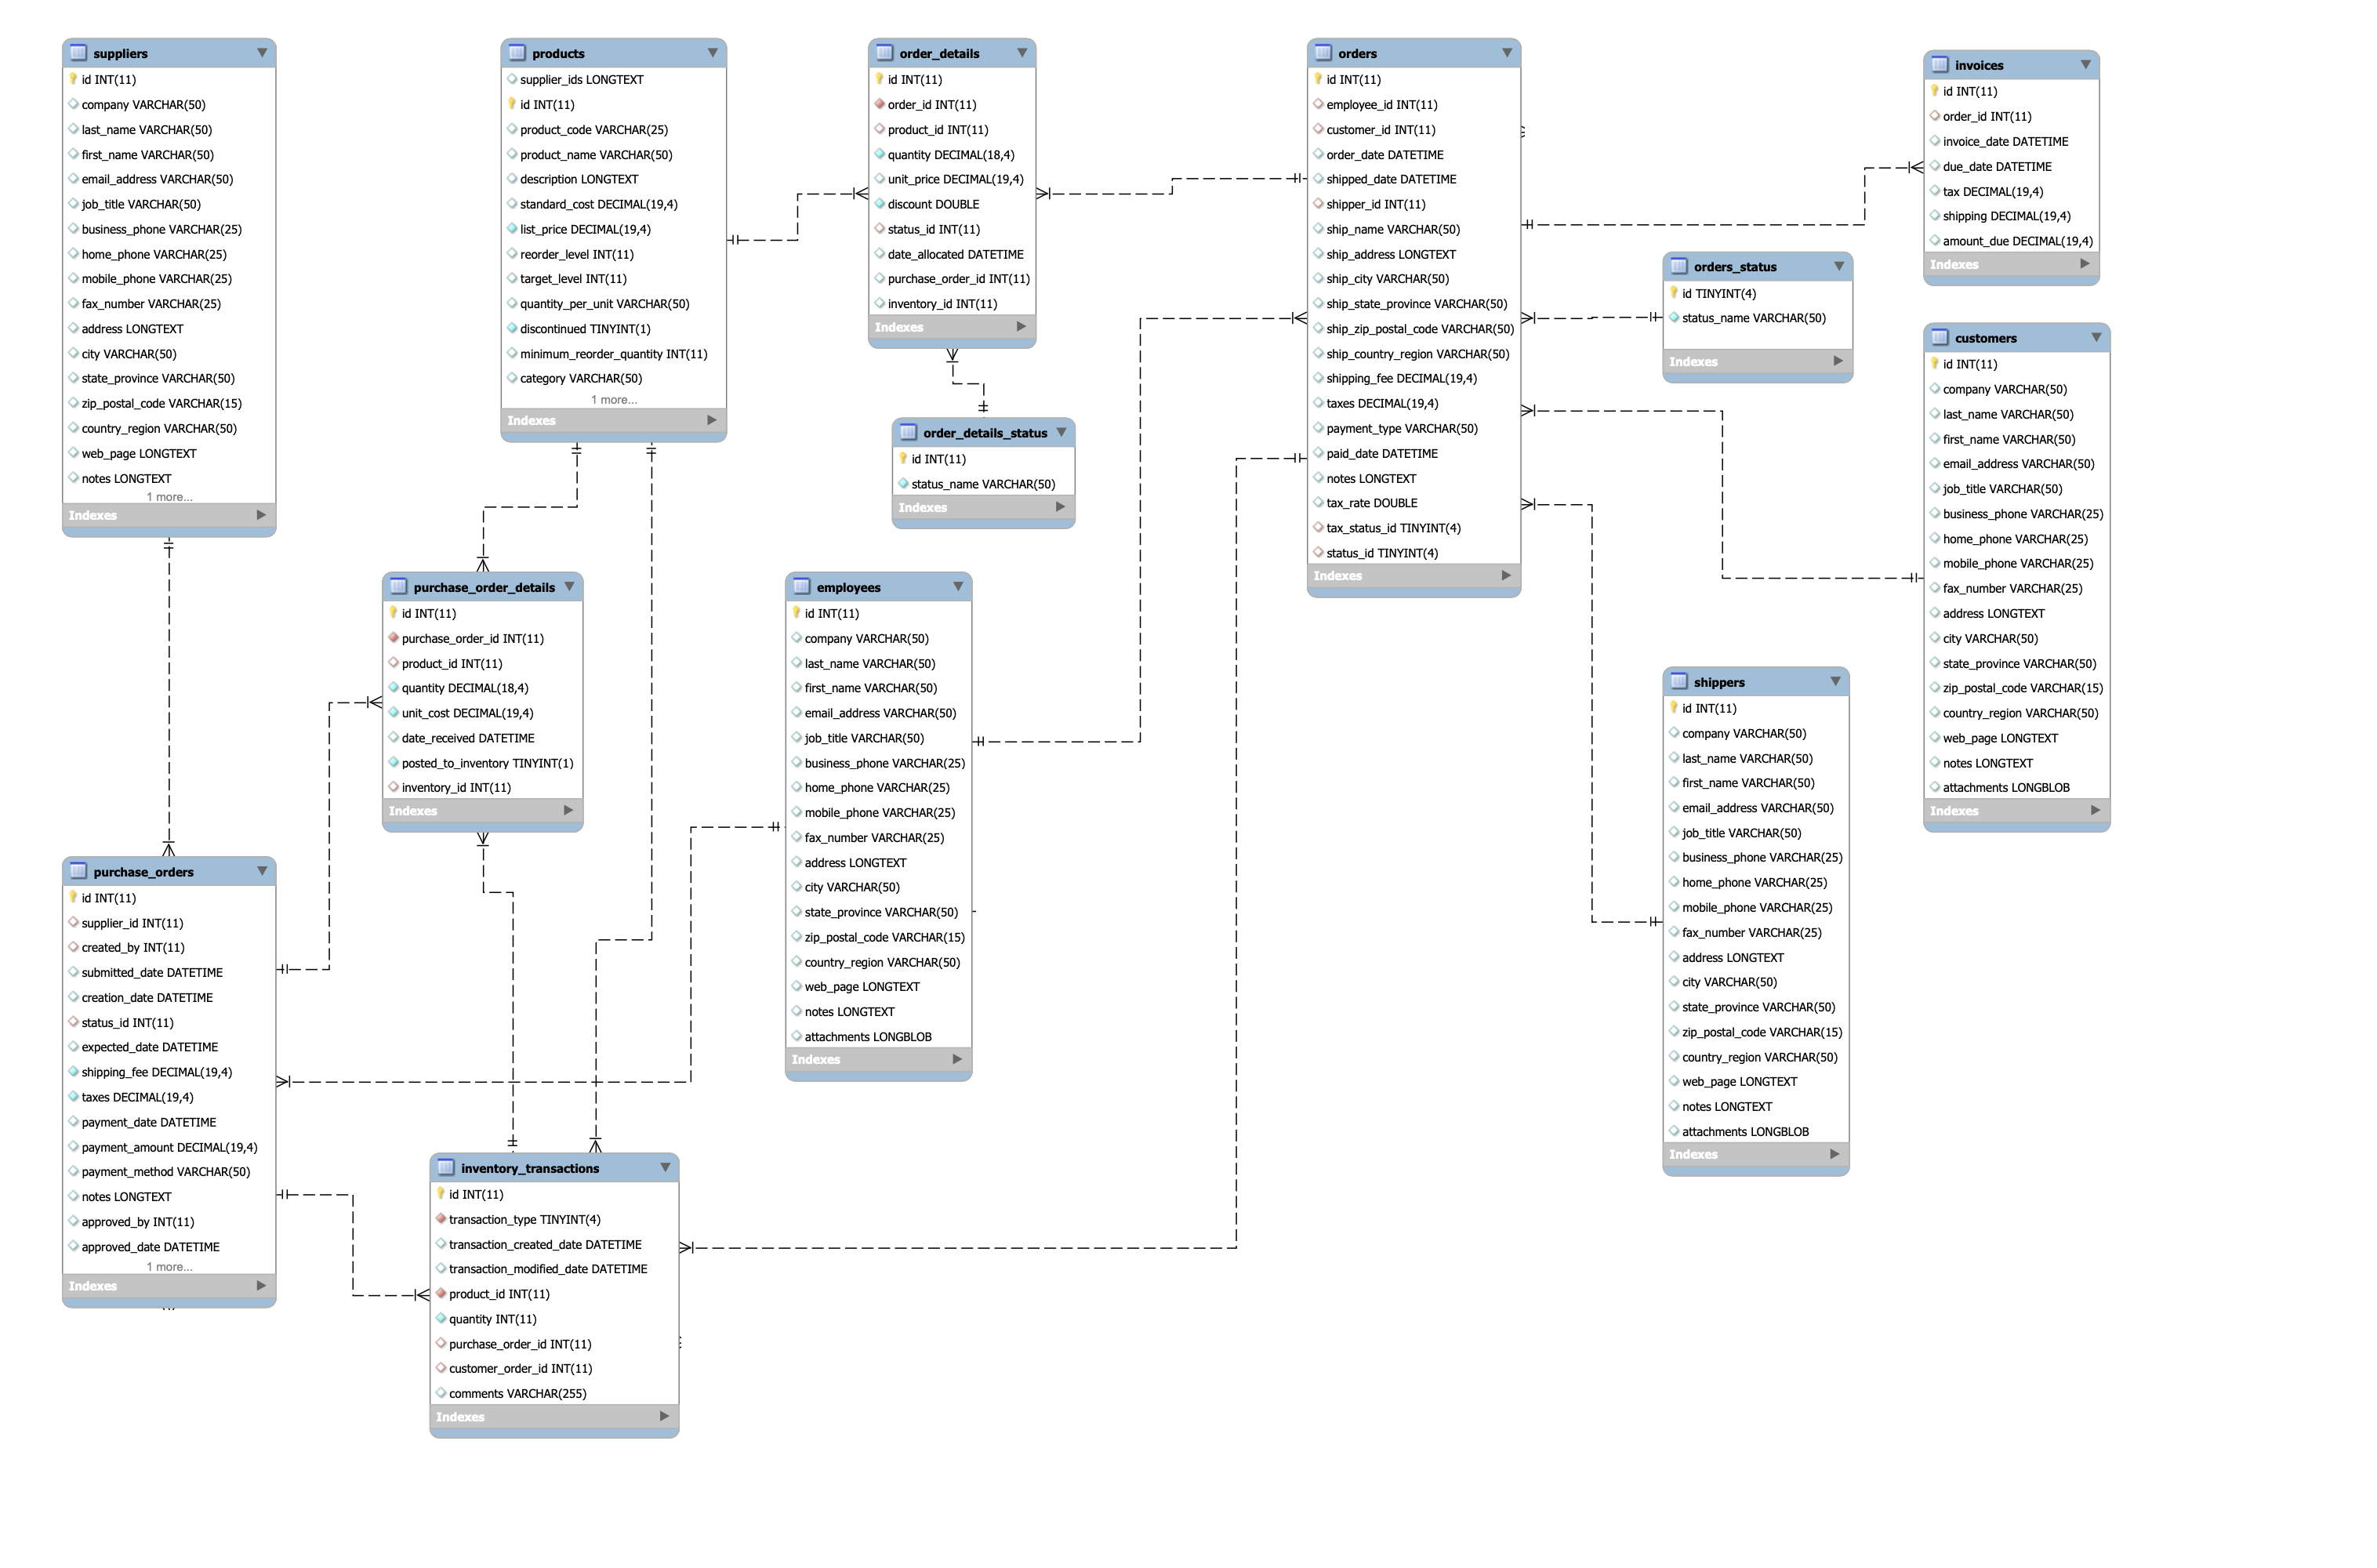 suppliers
id INT(11)
company VARCHAR(50)
last_name VARCHAR(50)
first_name VARCHAR(50)
email_address VARCHAR(50)
job_title VARCHAR(50)
business_phone VARCHAR(25)
home_phone VARCHAR(25)
mobile_phone VARCHAR(25)
fax_number VARCHAR(25)
address LONGTEXT
city VARCHAR(50)
state_province VARCHAR(50)
zip_postal_code VARCHAR(15)
country_region VARCHAR(50)
web_page LONGTEXT
notes LONGTEXT
1 more...
Indexes
products
supplier_ids LONGTEXT
id INT(11)
product_code VARCHAR(25)
product_name VARCHAR(50)
description LONGTEXT
standard_cost DECIMAL(19,4)
list_price DECIMAL(19,4)
reorder_level INT(11)
target_level INT(11)
quantity_per_unit VARCHAR(50)
discontinued TINYINT(1)
minimum_reorder_quantity INT(11)
category VARCHAR(50)
1 more...
Indexes
order_details
id INT(11)
order_id INT(11)
product_id INT(11)
quantity DECIMAL(18,4)
unit_price DECIMAL(19,4)
discount DOUBLE
status_id INT(11)
date_allocated DATETIME
purchase_order_id INT(11)
inventory_id INT(11)
Indexes
orders
id INT(11)
employee_id INT(11)
customer_id INT(11)
order_date DATETIME
shipped_date DATETIME
shipper_id INT(11)
ship_name VARCHAR(50)
ship_address LONGTEXT
ship_city VARCHAR(50)
ship_state_province VARCHAR(50)
ship_zip_postal_code VARCHAR(50)
ship_country_region VARCHAR(50)
shipping_fee DECIMAL(19,4)
taxes DECIMAL(19,4)
payment_type VARCHAR(50)
paid_date DATETIME
notes LONGTEXT
tax_rate DOUBLE
tax_status_id TINYINT(4)
status_id TINYINT(4)
Indexes
invoices
id INT(11)
order_id INT(11)
invoice_date DATETIME
due_date DATETIME
tax DECIMAL(19,4)
shipping DECIMAL(19,4)
amount_due DECIMAL(19,4)
Indexes
orders_status
id TINYINT(4)
status_name VARCHAR(50)
Indexes
customers
id INT(11)
company VARCHAR(50)
last_name VARCHAR(50)
first_name VARCHAR(50)
email_address VARCHAR(50)
job_title VARCHAR(50)
business_phone VARCHAR(25)
home_phone VARCHAR(25)
mobile_phone VARCHAR(25)
fax_number VARCHAR(25)
address LONGTEXT
city VARCHAR(50)
state_province VARCHAR(50)
zip_postal_code VARCHAR(15)
country_region VARCHAR(50)
web_page LONGTEXT
notes LONGTEXT
attachments LONGBLOB
Indexes
order_details_status
id INT(11)
status_name VARCHAR(50)
Indexes
purchase_order_details
id INT(11)
purchase_order_id INT(11)
product_id INT(11)
quantity DECIMAL(18,4)
unit_cost DECIMAL(19,4)
date_received DATETIME
posted_to_inventory TINYINT(1)
inventory_id INT(11)
Indexes
employees
id INT(11)
company VARCHAR(50)
last_name VARCHAR(50)
first_name VARCHAR(50)
email_address VARCHAR(50)
job_title VARCHAR(50)
business_phone VARCHAR(25)
home_phone VARCHAR(25)
mobile_phone VARCHAR(25)
fax_number VARCHAR(25)
address LONGTEXT
city VARCHAR(50)
state_province VARCHAR(50)
zip_postal_code VARCHAR(15)
country_region VARCHAR(50)
web_page LONGTEXT
notes LONGTEXT
attachments LONGBLOB
Indexes
shippers
id INT(11)
company VARCHAR(50)
last_name VARCHAR(50)
first_name VARCHAR(50)
email_address VARCHAR(50)
job_title VARCHAR(50)
business_phone VARCHAR(25)
home_phone VARCHAR(25)
mobile_phone VARCHAR(25)
fax_number VARCHAR(25)
address LONGTEXT
city VARCHAR(50)
state_province VARCHAR(50)
zip_postal_code VARCHAR(15)
country_region VARCHAR(50)
web_page LONGTEXT
notes LONGTEXT
attachments LONGBLOB
Indexes
purchase_orders
id INT(11)
supplier_id INT(11)
created_by INT(11)
submitted_date DATETIME
creation_date DATETIME
status_id INT(11)
expected_date DATETIME
shipping_fee DECIMAL(19,4)
taxes DECIMAL(19,4)
payment_date DATETIME
payment_amount DECIMAL(19,4)
payment_method VARCHAR(50)
notes LONGTEXT
approved_by INT(11)
approved_date DATETIME
1 more...
Indexes
inventory_transactions
id INT(11)
transaction_type TINYINT(4)
transaction_created_date DATETIME
transaction_modified_date DATETIME
product_id INT(11)
quantity INT(11)
purchase_order_id INT(11)
customer_order_id INT(11)
comments VARCHAR(255)
Indexes